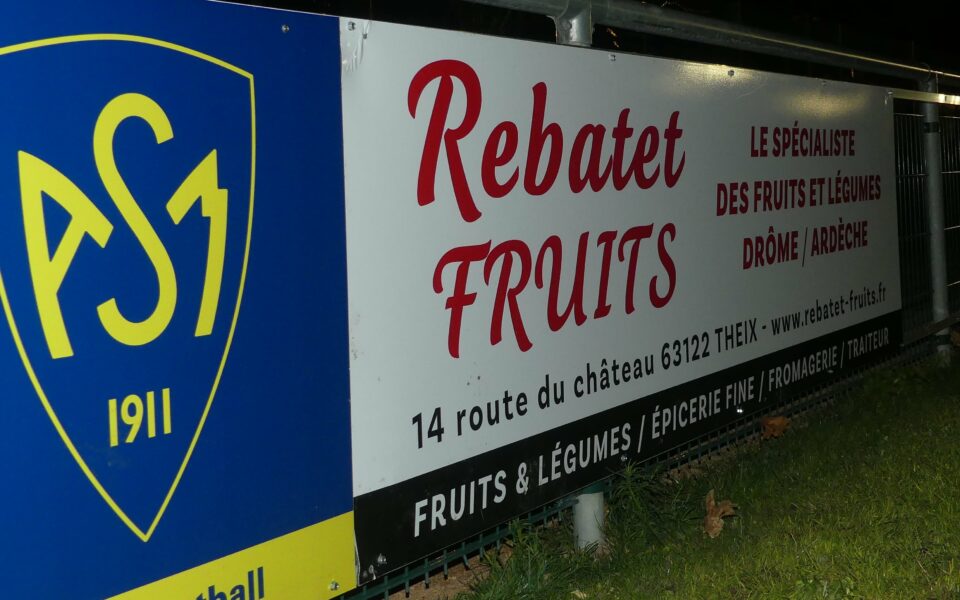 ASM
1911
Rebatet
FRUITS
LE SPÉCIALISTE
DES FRUITS ET LÉGUMES
DRÔME / ARDÈCHE
14 route du château 63122 THEIX - www.rebatet-fruits.fr
FRUITS & LÉGUMES / ÉPICERIE FINE / FROMAGERIE / TRAITEUR